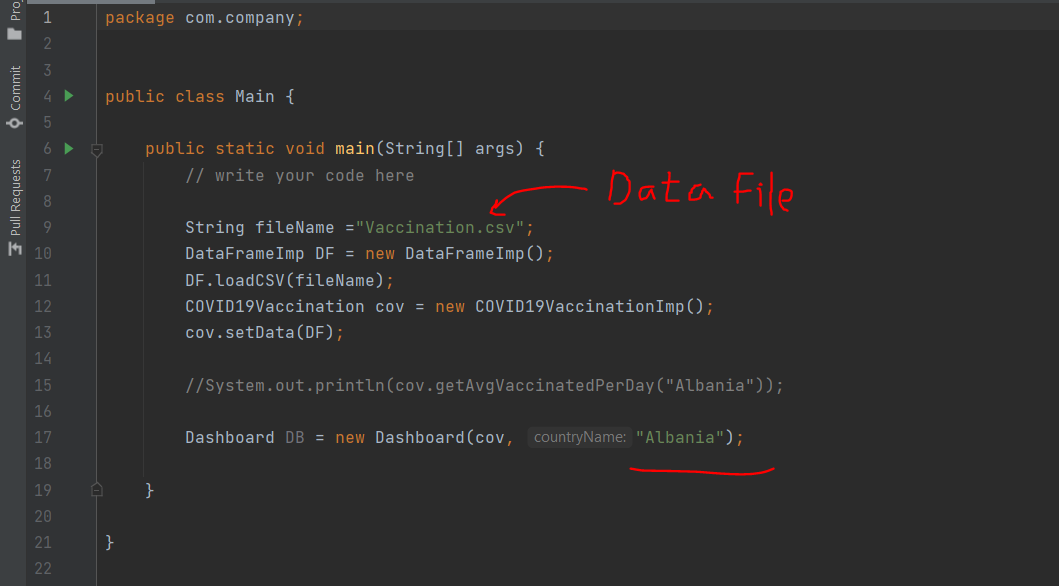 Pro
Commit
Pull Requests
1 package com.company;
2
3
4 public class Main {
5
6 public static void main(String[] args) {
7 // write your code here
Data File
8
9 String fileName ="Vaccination.csv";
10 DataFrameImp DF = new DataFrameImp();
11 DF.loadCSV(fileName);
12 COVID19Vaccination cov = new COVID19VaccinationImp();
13 cov.setData(DF);
14
15 //System.out.println(cov.getAvgVaccinatedPerDay("Albania"));
16
17 Dashboard DB = new Dashboard(cov, countryName: "Albania");
18
19 }
20
21 }
22